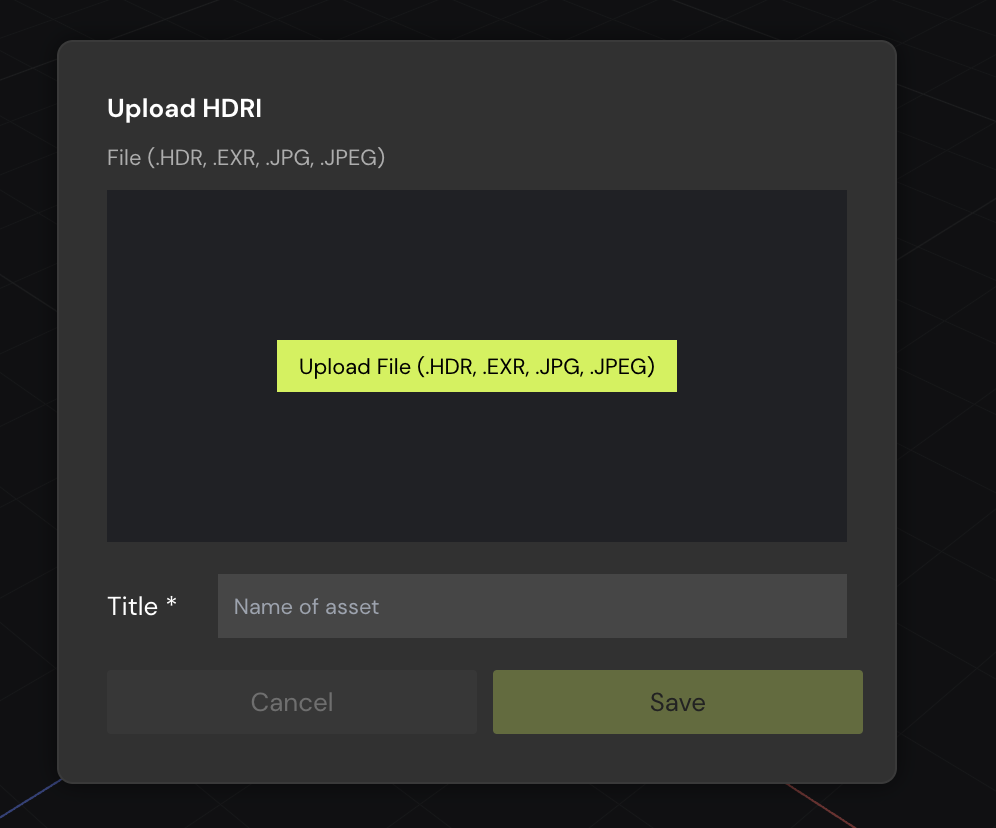 Upload HDRI
File (.HDR, .EXR, .JPG, .JPEG)
Upload File (.HDR, .EXR, .JPG, .JPEG)
Title *
Name of asset
Cancel
Save